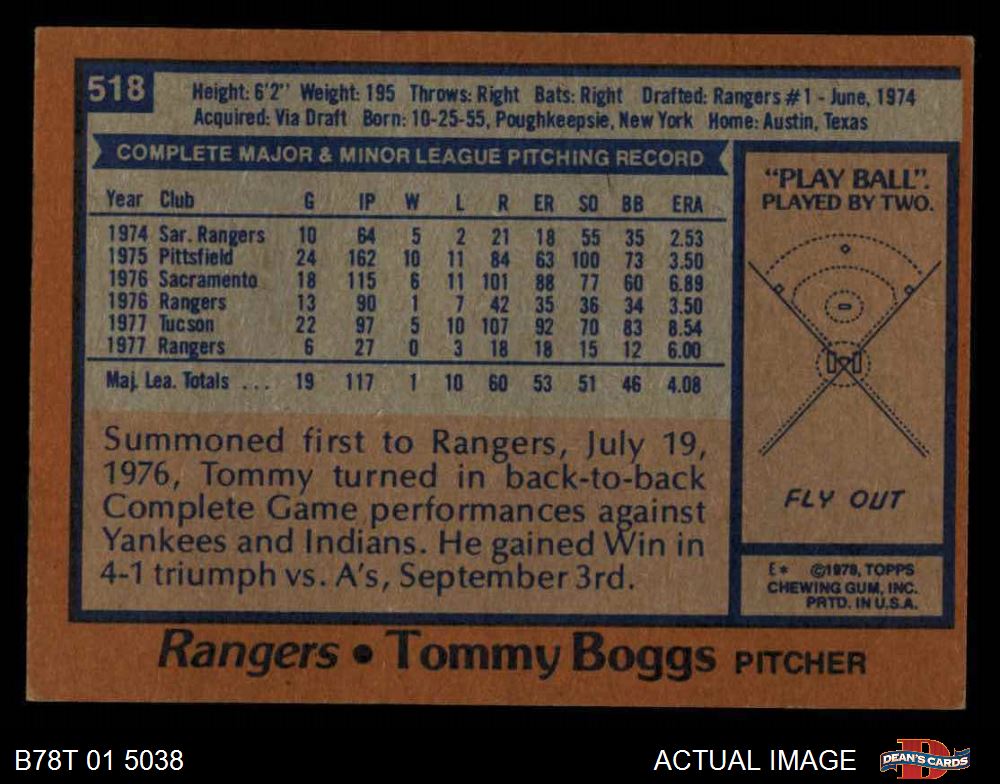 518
Height: 6'2" Weight: 195 Throws: Right Bats: Right Drafted: Rangers #1 - June, 1974
Acquired: Via Draft Born: 10-25-55, Poughkeepsie, New York Home: Austin, Texas
COMPLETE MAJOR & MINOR LEAGUE PITCHING RECORD
Year Club G IP W L R ER SO BB ERA
1974 Sar. Rangers 10 64 5 2 21 18 55 35 2.53
1975 Pittsfield 24 162 10 11 84 63 100 73 3.50
1976 Sacramento 18 115 6 11 101 88 77 60 6.89
1976 Rangers 13 90 1 7 42 35 36 34 3.50
1977 Tucson 22 97 5 10 107 92 70 83 8.54
1977 Rangers 6 27 0 3 18 18 15 12 6.00
Maj. Lea. Totals ... 19 117 1 10 60 53 51 46 4.08
Summoned first to Rangers, July 19,
1976, Tommy turned in back-to-back
Complete Game performances against
Yankees and Indians. He gained Win in
4-1 triumph vs. A's, September 3rd.
"PLAY BALL".
PLAYED BY TWO.
FLY OUT
E* ©1978, TOPPS
CHEWING GUM, INC.
PRTD. IN U.S.A.
Rangers • Tommy Boggs PITCHER
B78T 01 5038
ACTUAL IMAGE
DEAN'S CARDS